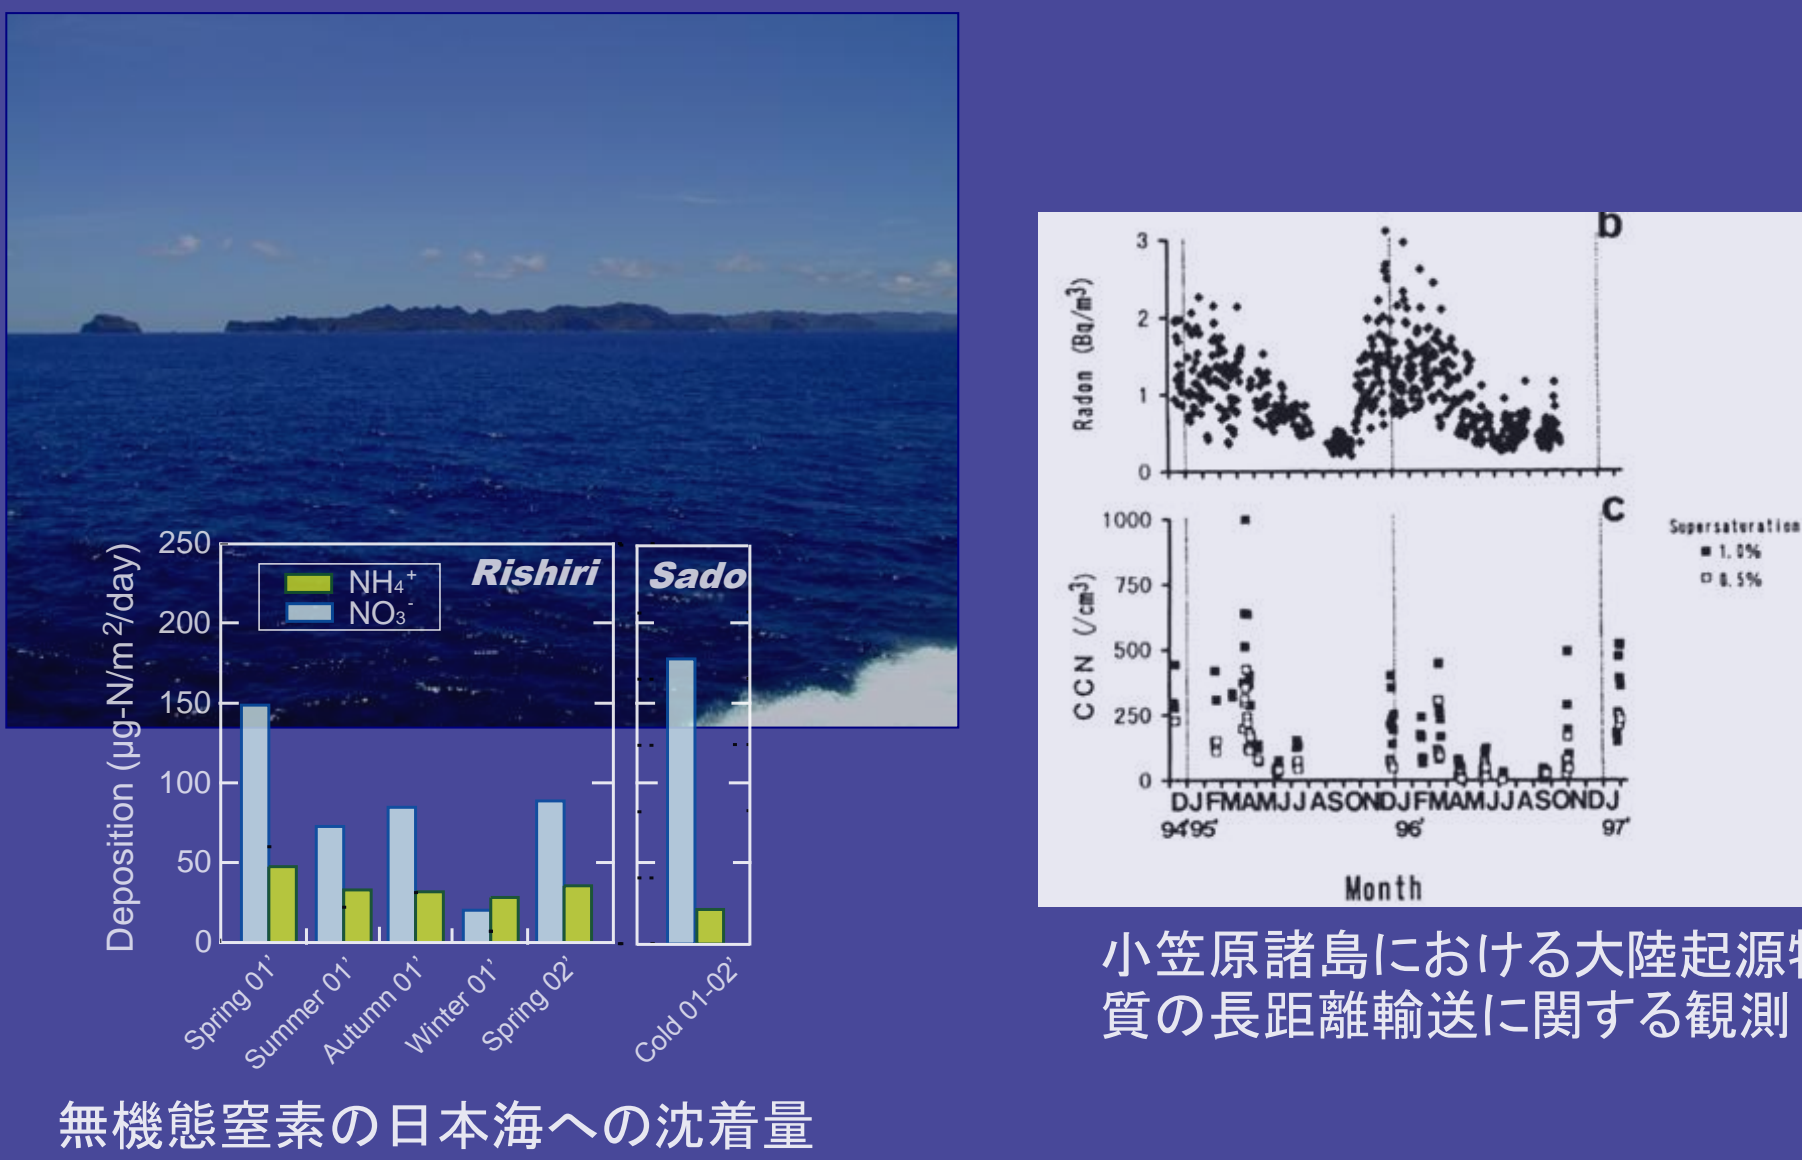 250
200
150
100
50
0
Deposition (µg-N/m²/day)
NH₄⁺
NO₃⁻
Rishiri
Sado
Spring 01’
Summer 01’
Autumn 01’
Winter 01’
Spring 02’
Cold 01-02’
無機態窒素の日本海への沈着量
b
3
2
1
0
Radon (Bq/m³)
c
1000
750
500
250
0
CCN (/cm³)
Supersaturation
■ 1.0%
□ 0.5%
DJFMAMJJASONDJFMAMJJASONDJ
94'95' 96' 97'
Month
小笠原諸島における大陸起源物
質の長距離輸送に関する観測